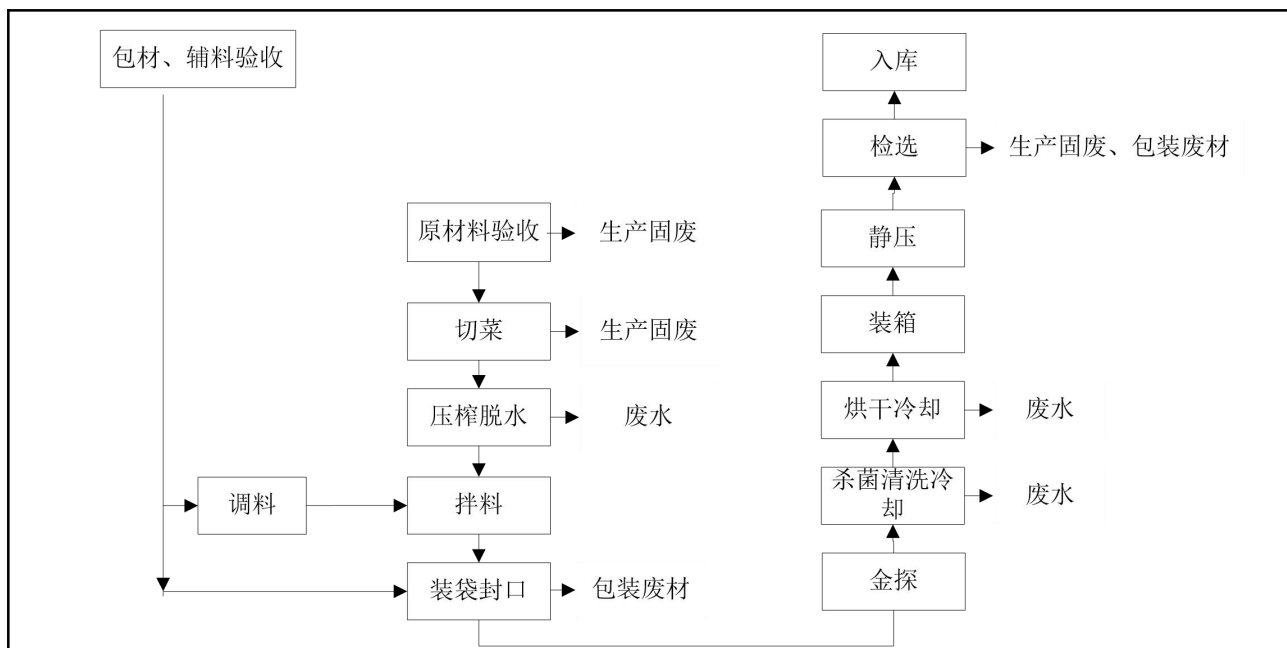 包材、辅料验收
原材料验收
生产固废
切菜
生产固废
压榨脱水
废水
调料
拌料
装袋封口
包装废材
入库
检选
生产固废、包装废材
静压
装箱
烘干冷却
废水
杀菌清洗冷
却
废水
金探